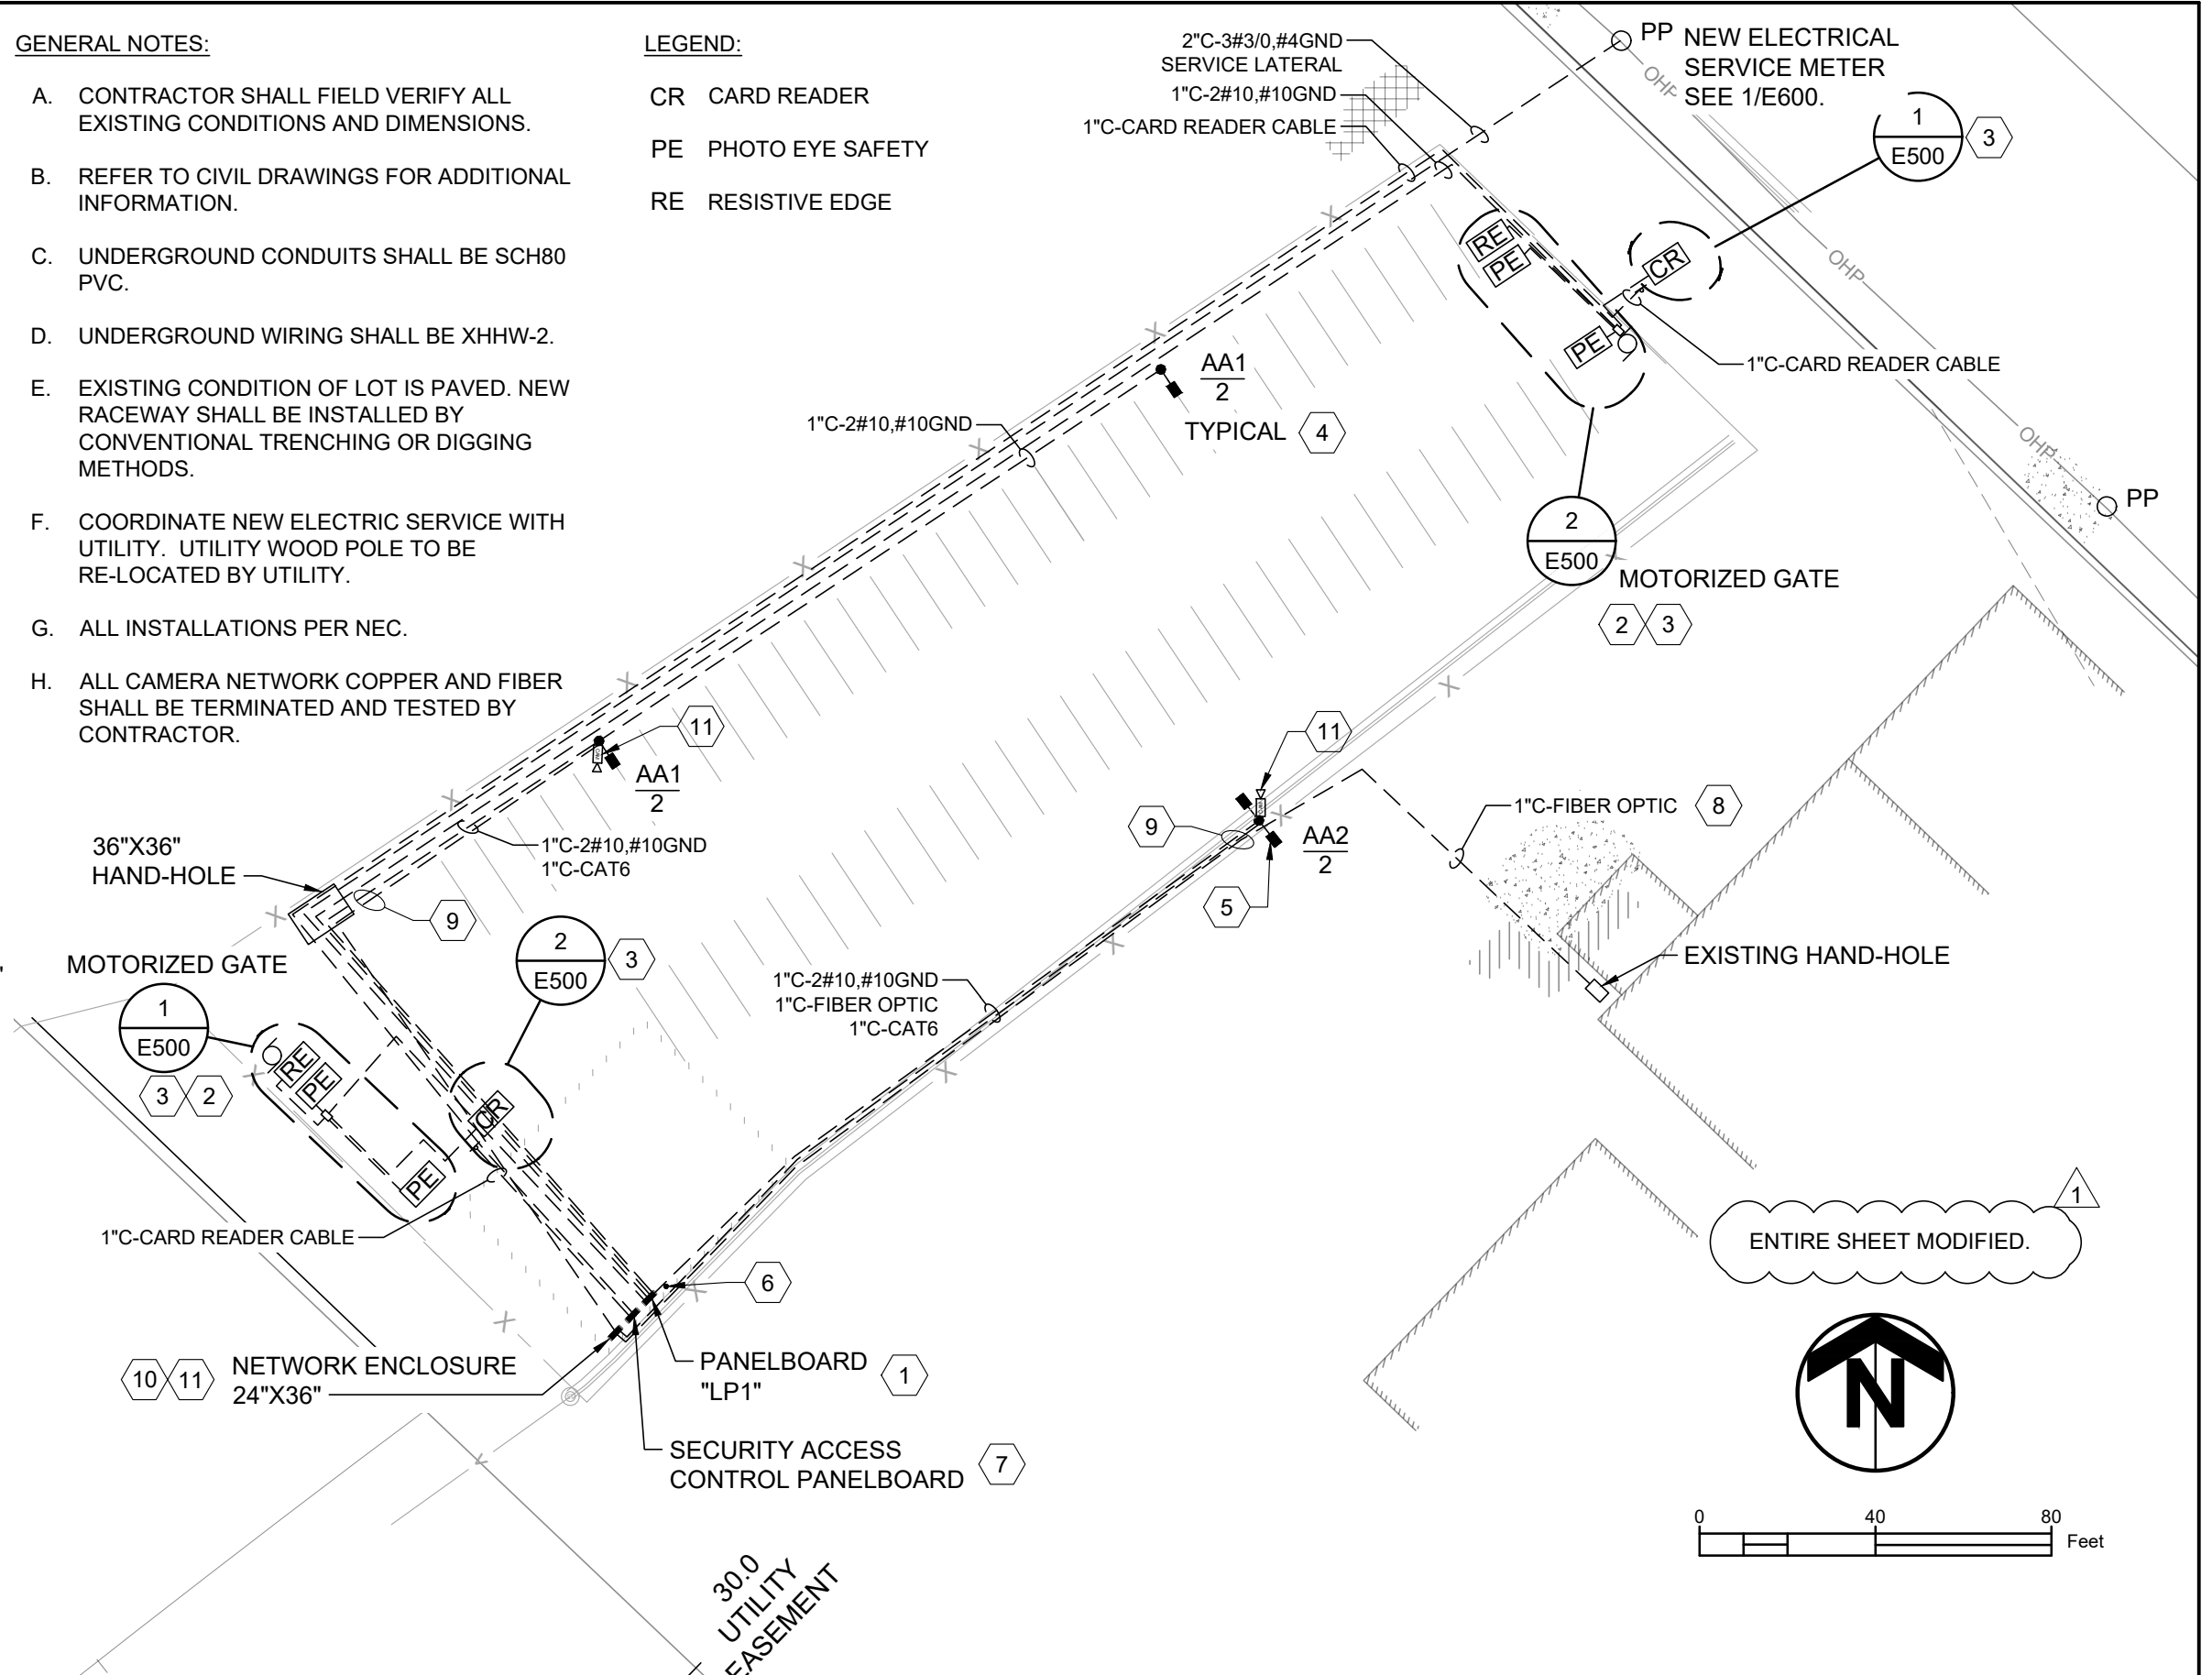 GENERAL NOTES:
A. CONTRACTOR SHALL FIELD VERIFY ALL
EXISTING CONDITIONS AND DIMENSIONS.
B. REFER TO CIVIL DRAWINGS FOR ADDITIONAL
INFORMATION.
C. UNDERGROUND CONDUITS SHALL BE SCH80
PVC.
D. UNDERGROUND WIRING SHALL BE XHHW-2.
E. EXISTING CONDITION OF LOT IS PAVED. NEW
RACEWAY SHALL BE INSTALLED BY
CONVENTIONAL TRENCHING OR DIGGING
METHODS.
F. COORDINATE NEW ELECTRIC SERVICE WITH
UTILITY. UTILITY WOOD POLE TO BE
RE-LOCATED BY UTILITY.
G. ALL INSTALLATIONS PER NEC.
H. ALL CAMERA NETWORK COPPER AND FIBER
SHALL BE TERMINATED AND TESTED BY
CONTRACTOR.
LEGEND:
CR CARD READER
PE PHOTO EYE SAFETY
RE RESISTIVE EDGE
2"C-3#3/0,#4GND
SERVICE LATERAL
1"C-2#10,#10GND
1"C-CARD READER CABLE
PP
NEW ELECTRICAL
SERVICE METER
SEE 1/E600.
OHP
1
E500
3
RE
PE
CR
OHP
PE
1"C-CARD READER CABLE
AA1
2
TYPICAL 4
1"C-2#10,#10GND
OHP
PP
2
E500
MOTORIZED GATE
2 3
11
AA1
2
11
9
AA2
2
5
1"C-FIBER OPTIC 8
36"X36"
HAND-HOLE
1"C-2#10,#10GND
1"C-CAT6
9
2
E500
3
EXISTING HAND-HOLE
MOTORIZED GATE
1
E500
3 2
RE
PE
CR
PE
1"C-2#10,#10GND
1"C-FIBER OPTIC
1"C-CAT6
1"C-CARD READER CABLE
6
1
ENTIRE SHEET MODIFIED.
10 11
NETWORK ENCLOSURE
24"X36"
PANELBOARD
"LP1"
1
SECURITY ACCESS
CONTROL PANELBOARD
7
N
0 40 80
Feet
30.0
UTILITY
EASEMENT